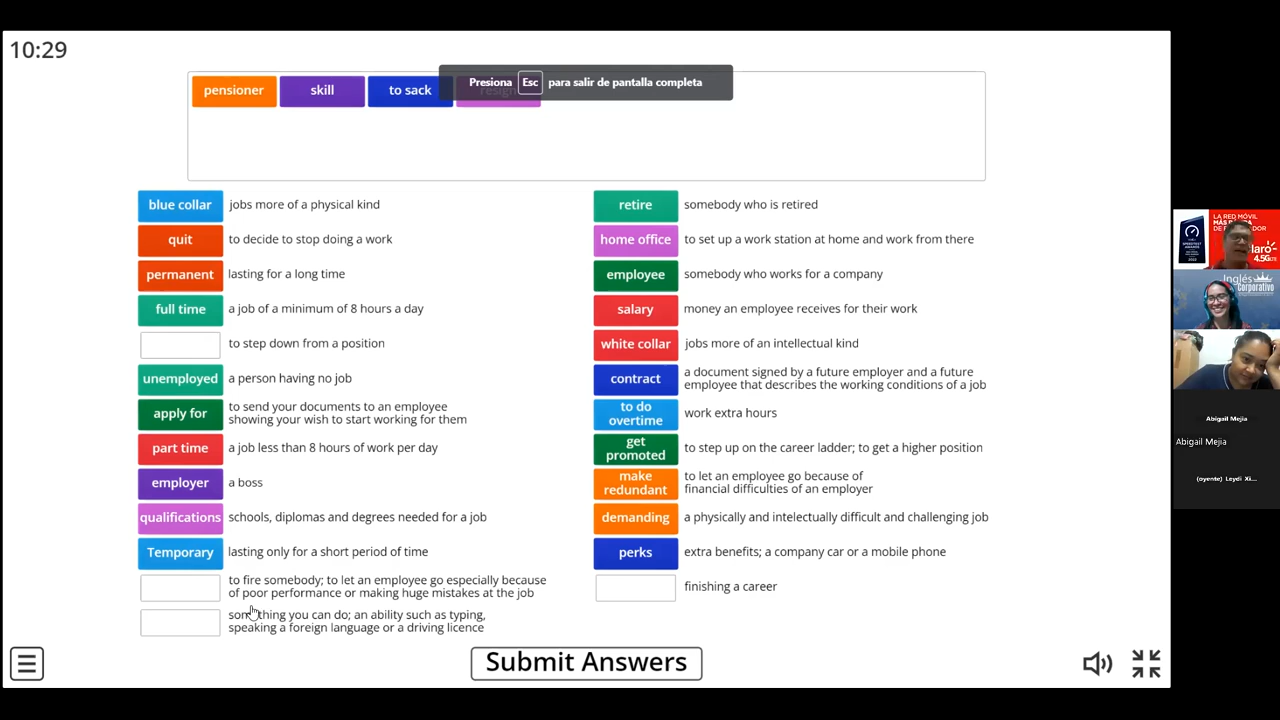 10:29
pensioner
skill
to sack
resign
Presiona Esc para salir de pantalla completa
blue collar jobs more of a physical kind
quit to decide to stop doing a work
permanent lasting for a long time
full time a job of a minimum of 8 hours a day
to step down from a position
unemployed a person having no job
apply for to send your documents to an employee
showing your wish to start working for them
part time a job less than 8 hours of work per day
employer a boss
qualifications schools, diplomas and degrees needed for a job
Temporary lasting only for a short period of time
to fire somebody; to let an employee go especially because
of poor performance or making huge mistakes at the job
something you can do; an ability such as typing,
speaking a foreign language or a driving licence
retire somebody who is retired
home office to set up a work station at home and work from there
employee somebody who works for a company
salary money an employee receives for their work
white collar jobs more of an intellectual kind
contract a document signed by a future employer and a future
employee that describes the working conditions of a job
to do
overtime work extra hours
get
promoted to step up on the career ladder; to get a higher position
make
redundant to let an employee go because of
financial difficulties of an employer
demanding a physically and intelectually difficult and challenging job
perks extra benefits; a company car or a mobile phone
finishing a career
Submit Answers
LA RED MÓVIL
4.5G
Inglés
Corporativo
Abigail Mejia
Abigail Mejia
(oyente) Leydi Xi...